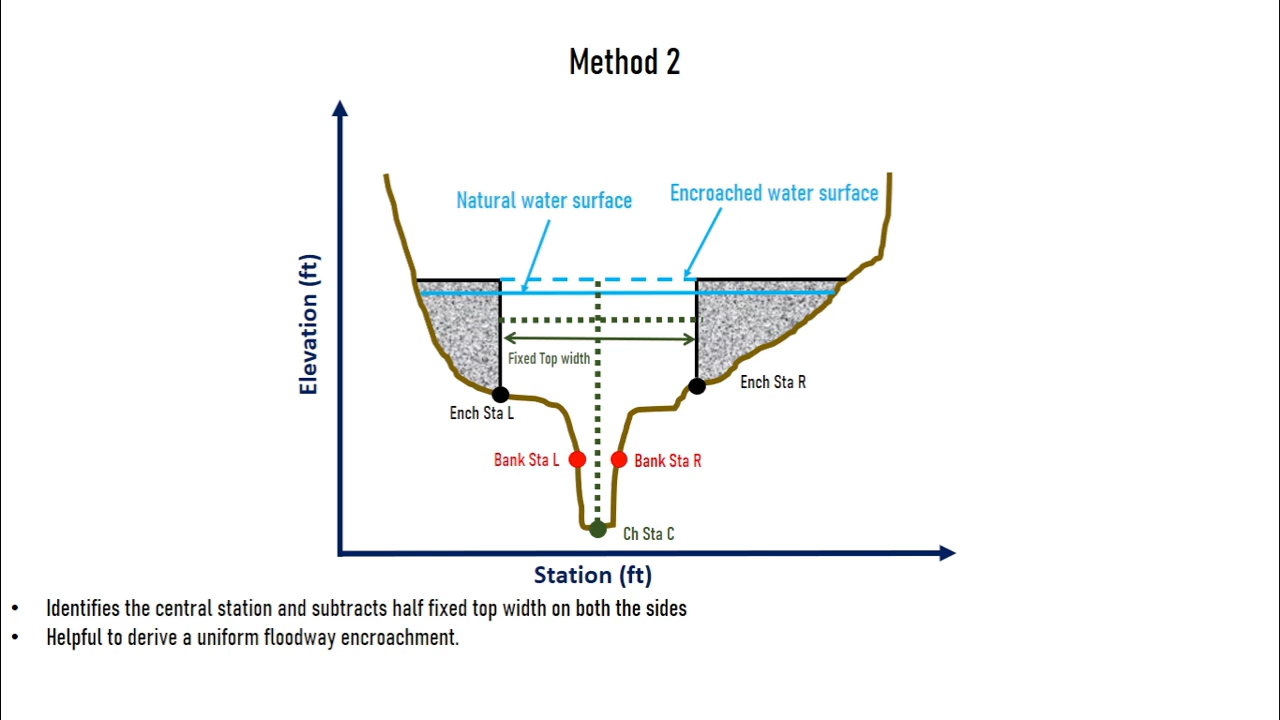 Method 2
Natural water surface
Encroached water surface
Elevation (ft)
Fixed Top width
Ench Sta R
Ench Sta L
Bank Sta L
Bank Sta R
Ch Sta C
Station (ft)
• Identifies the central station and subtracts half fixed top width on both the sides
• Helpful to derive a uniform floodway encroachment.